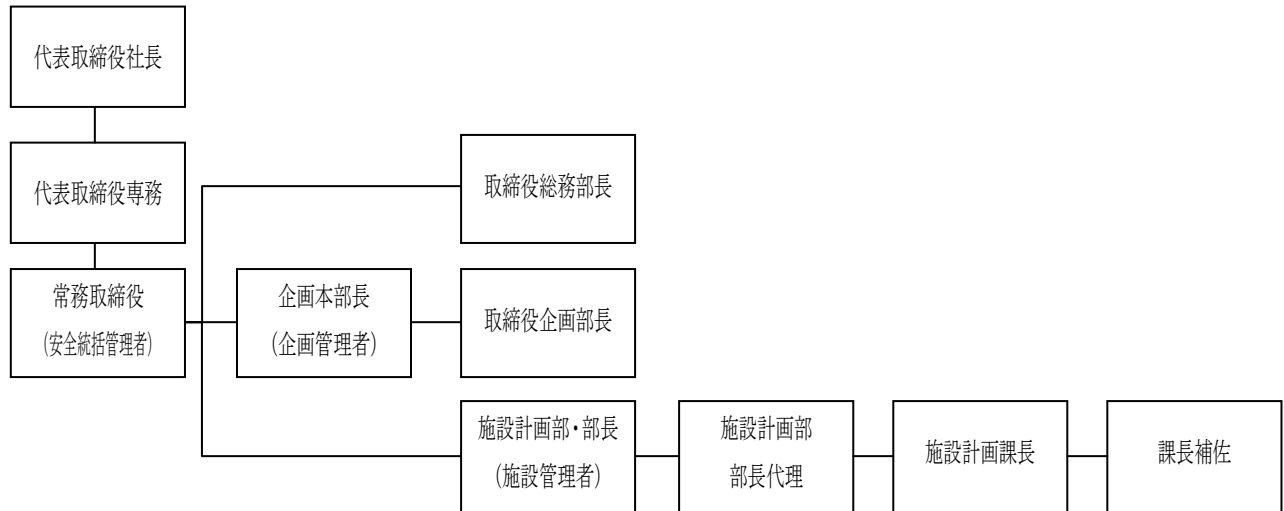 代表取締役社長
代表取締役専務
取締役総務部長
常務取締役
(安全統括管理者)
企画本部長
(企画管理者)
取締役企画部長
施設計画部・部長
(施設管理者)
施設計画部
部長代理
施設計画課長
課長補佐